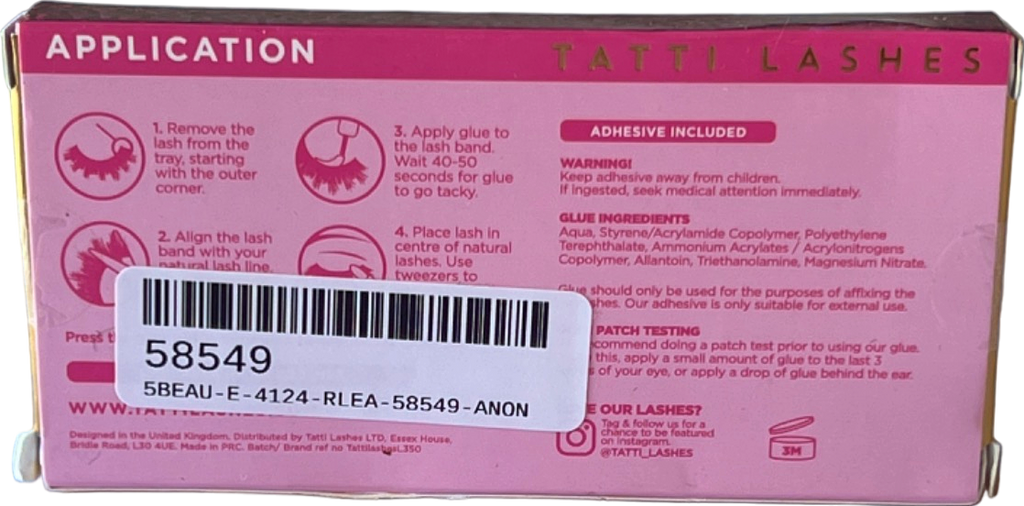 APPLICATION
TATTI LASHES
1. Remove the
lash from the
tray, starting
with the outer
corner.
2. Align the lash
band with your
natural lash line.
3. Apply glue to
the lash band.
Wait 40-50
seconds for glue
to go tacky.
4. Place lash in
centre of natural
lashes. Use
tweezers to
Press
58549
5BEAU-E-4124-RLEA-58549-ANON
Designed in the United Kingdom. Distributed by Tatti Lashes LTD, Essex House,
Bridle Road, L30 4UE. Made in PRC. Batch/ Brand ref no TattilashesL350
ADHESIVE INCLUDED
WARNING!
Keep adhesive away from children.
If ingested, seek medical attention immediately.
GLUE INGREDIENTS
Aqua, Styrene/Acrylamide Copolymer, Polyethylene
Terephthalate, Ammonium Acrylates / Acrylonitrogens
Copolymer, Allantoin, Triethanolamine, Magnesium Nitrate.
Glue should only be used for the purposes of affixing the
shes. Our adhesive is only suitable for external use.
PATCH TESTING
commend doing a patch test prior to using our glue.
this, apply a small amount of glue to the last 3
s of your eye, or apply a drop of glue behind the ear.
E OUR LASHES?
Tag & follow us for a
chance to be featured
on instagram.
@TATTI_LASHES
3M